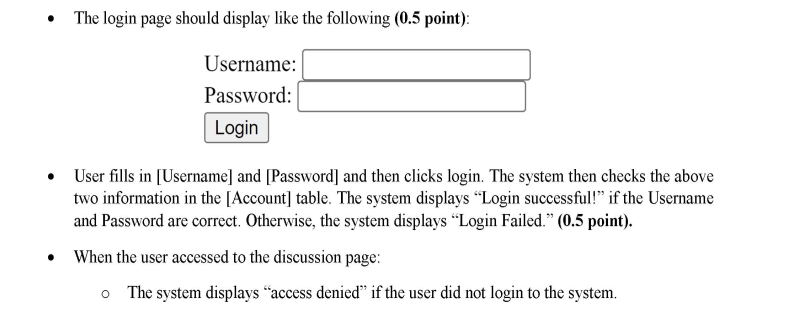 • The login page should display like the following (0.5 point):
Username:
Password:
Login
• User fills in [Username] and [Password] and then clicks login. The system then checks the above
two information in the [Account] table. The system displays “Login successful!” if the Username
and Password are correct. Otherwise, the system displays “Login Failed.” (0.5 point).
• When the user accessed to the discussion page:
o The system displays “access denied” if the user did not login to the system.